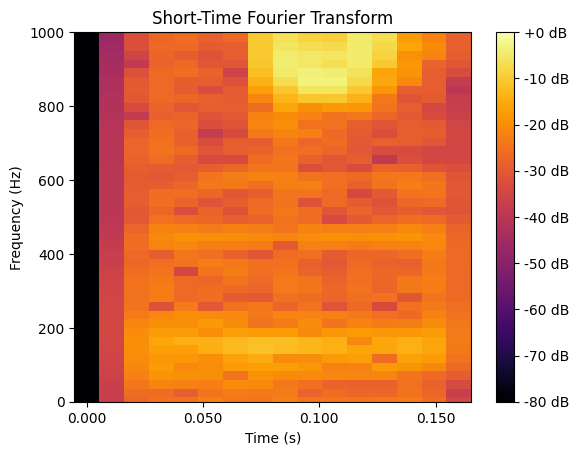 Short-Time Fourier Transform
1000
800
600
400
200
0
Frequency (Hz)
0.000
0.050
0.100
0.150
Time (s)
+0 dB
-10 dB
-20 dB
-30 dB
-40 dB
-50 dB
-60 dB
-70 dB
-80 dB